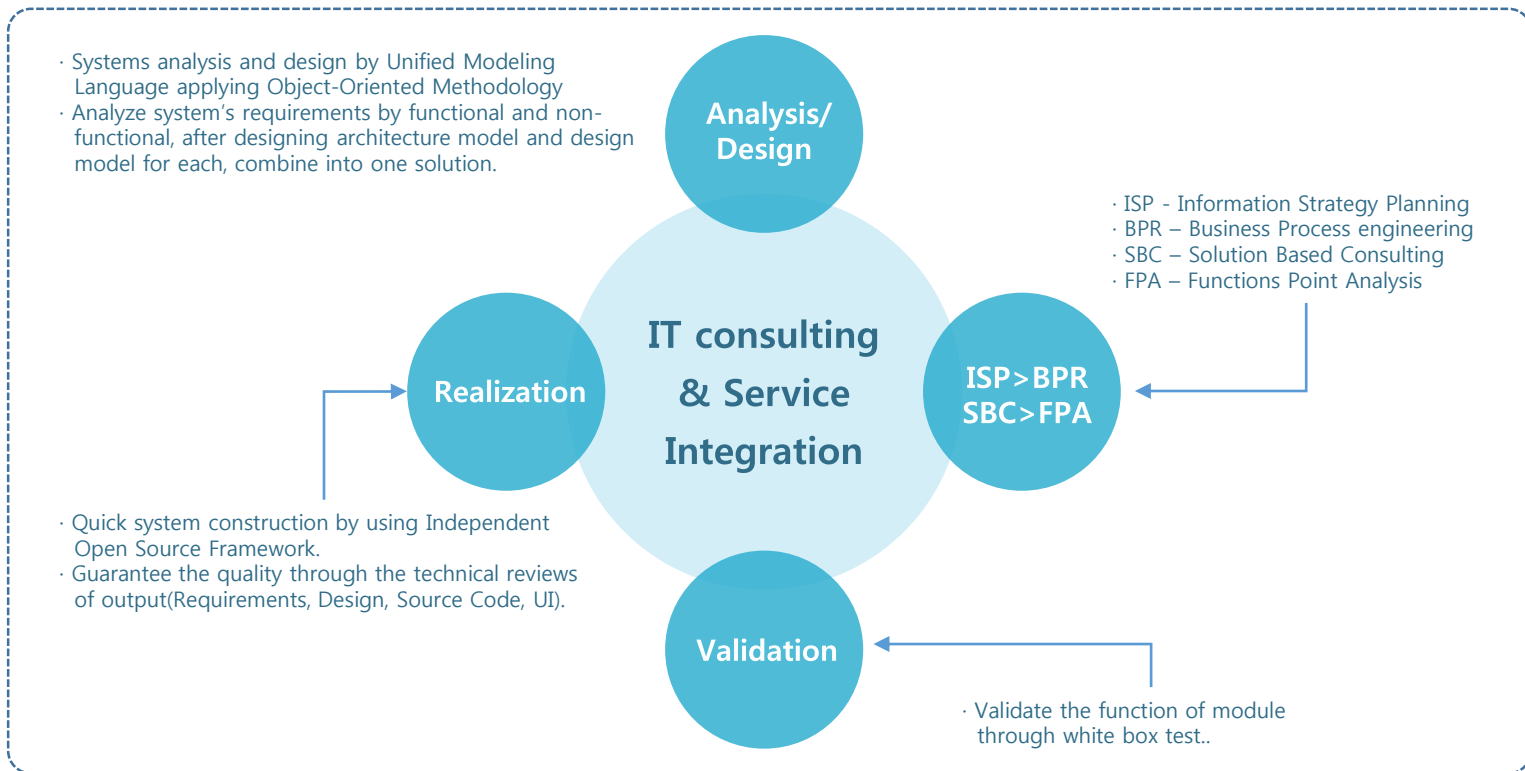 · Systems analysis and design by Unified Modeling
Language applying Object-Oriented Methodology
· Analyze system’s requirements by functional and non-
functional, after designing architecture model and design
model for each, combine into one solution.
Analysis/
Design
· ISP - Information Strategy Planning
· BPR – Business Process engineering
· SBC – Solution Based Consulting
· FPA – Functions Point Analysis
IT consulting
& Service
Integration
Realization
ISP>BPR
SBC>FPA
· Quick system construction by using Independent
Open Source Framework.
· Guarantee the quality through the technical reviews
of output(Requirements, Design, Source Code, UI).
Validation
· Validate the function of module
through white box test..